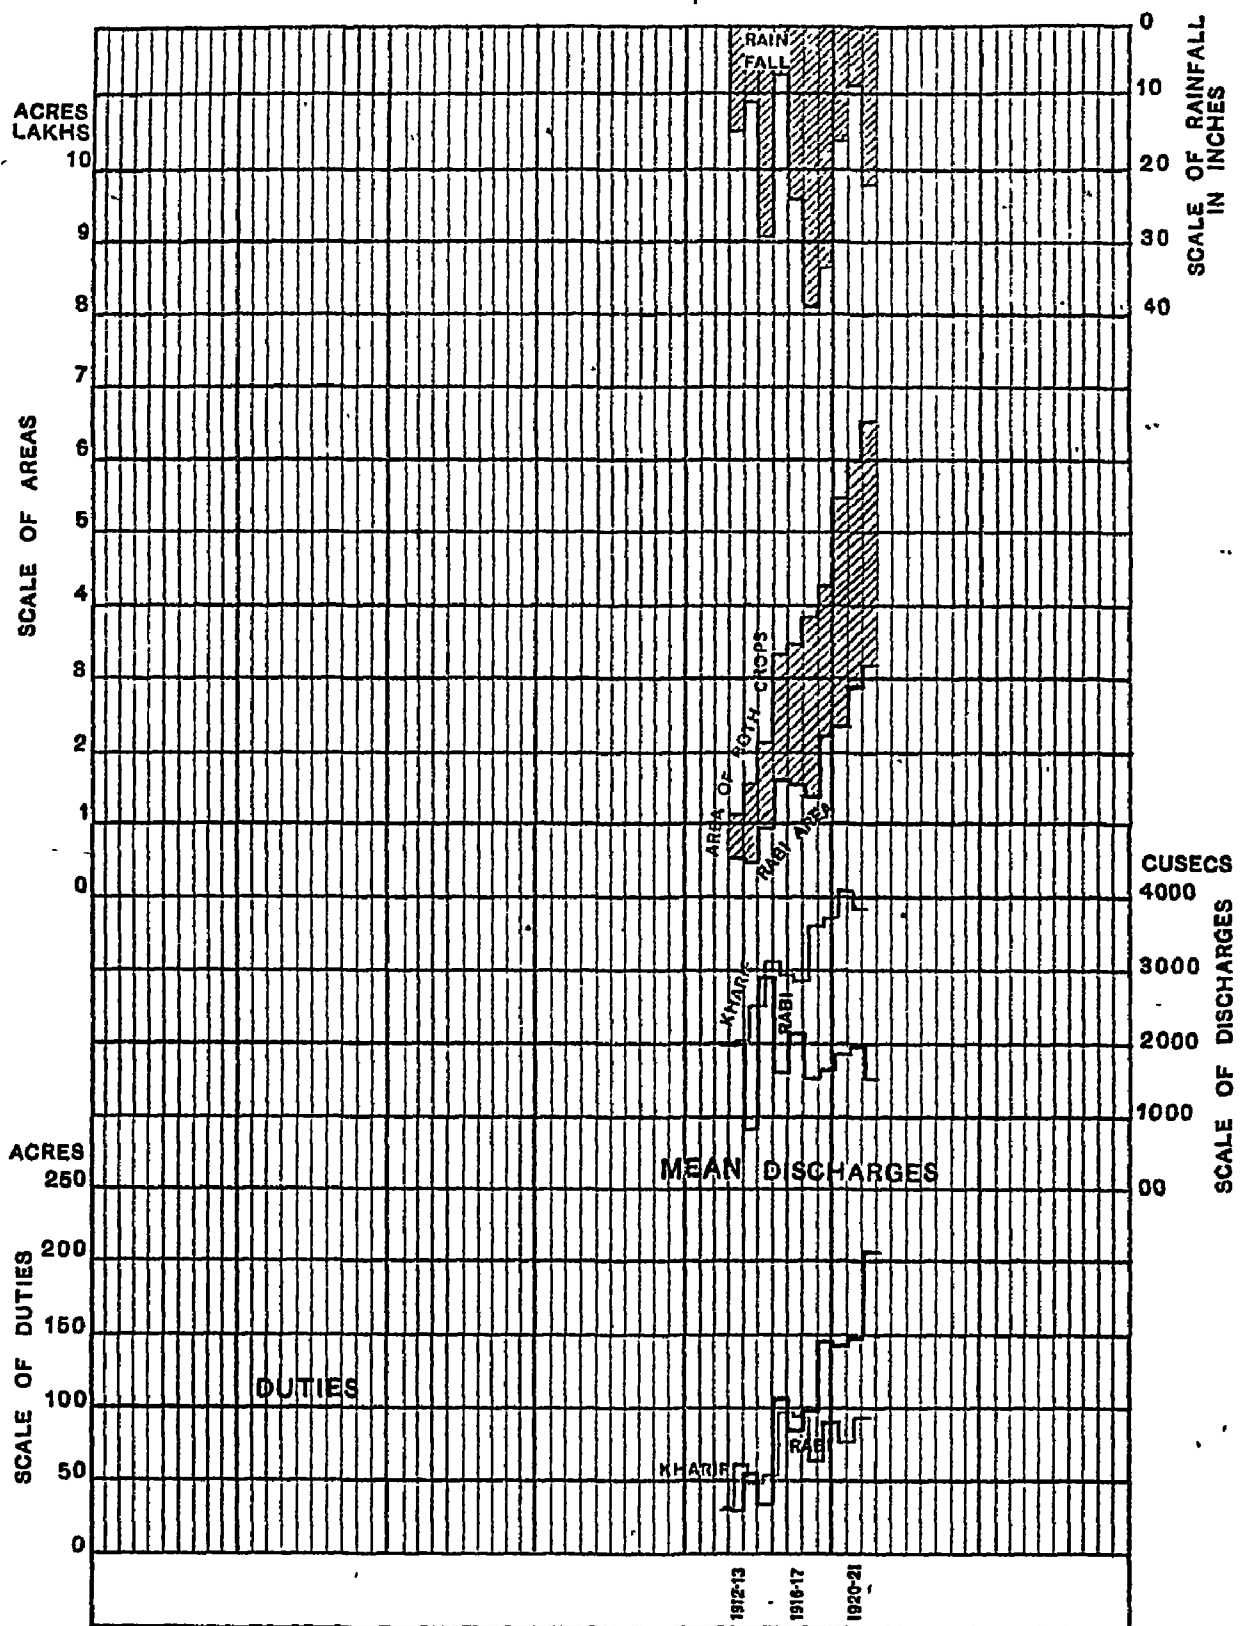 RAIN
FALL
0
10
20
30
40
SCALE OF RAINFALL
IN INCHES
ACRES
LAKHS
10
9
8
7
6
5
4
3
2
1
0
SCALE OF AREAS
AREA OF BOTH CROPS
RABI AREA
CUSECS
4000
3000
2000
1000
00
SCALE OF DISCHARGES
KHARIF
RABI
MEAN DISCHARGES
ACRES
250
200
150
100
50
0
SCALE OF DUTIES
DUTIES
KHARIF
RABI
1912-13
1916-17
1920-21